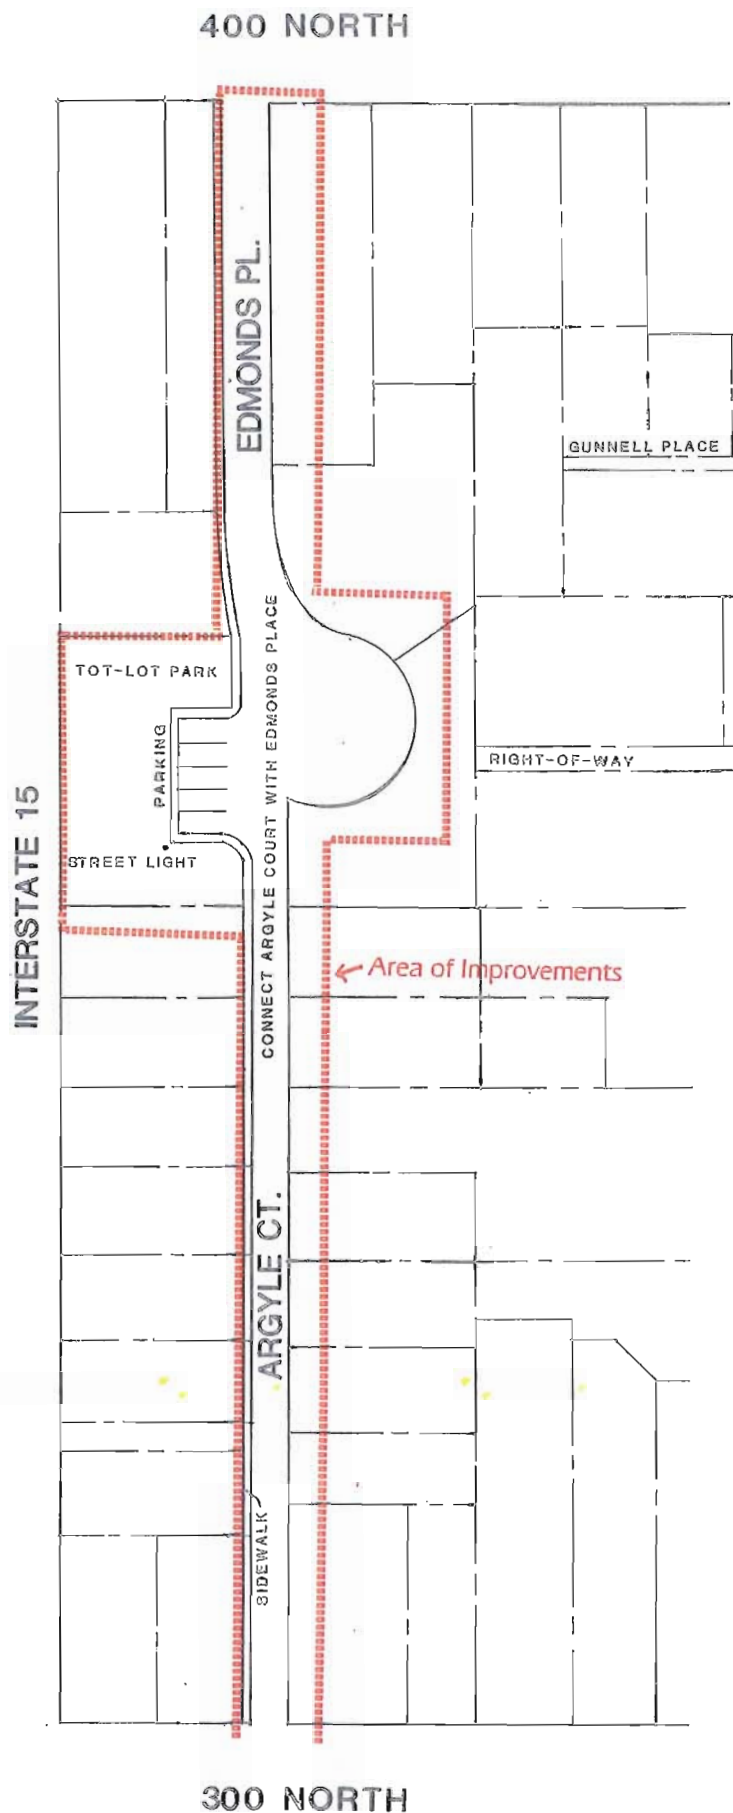 400 NORTH
EDMONDS PL.
GUNNELL PLACE
TOT-LOT PARK
PARKING
CONNECT ARGYLE COURT WITH EDMONDS PLACE
RIGHT-OF-WAY
INTERSTATE 15
STREET LIGHT
← Area of Improvements
ARGYLE CT.
SIDEWALK
300 NORTH